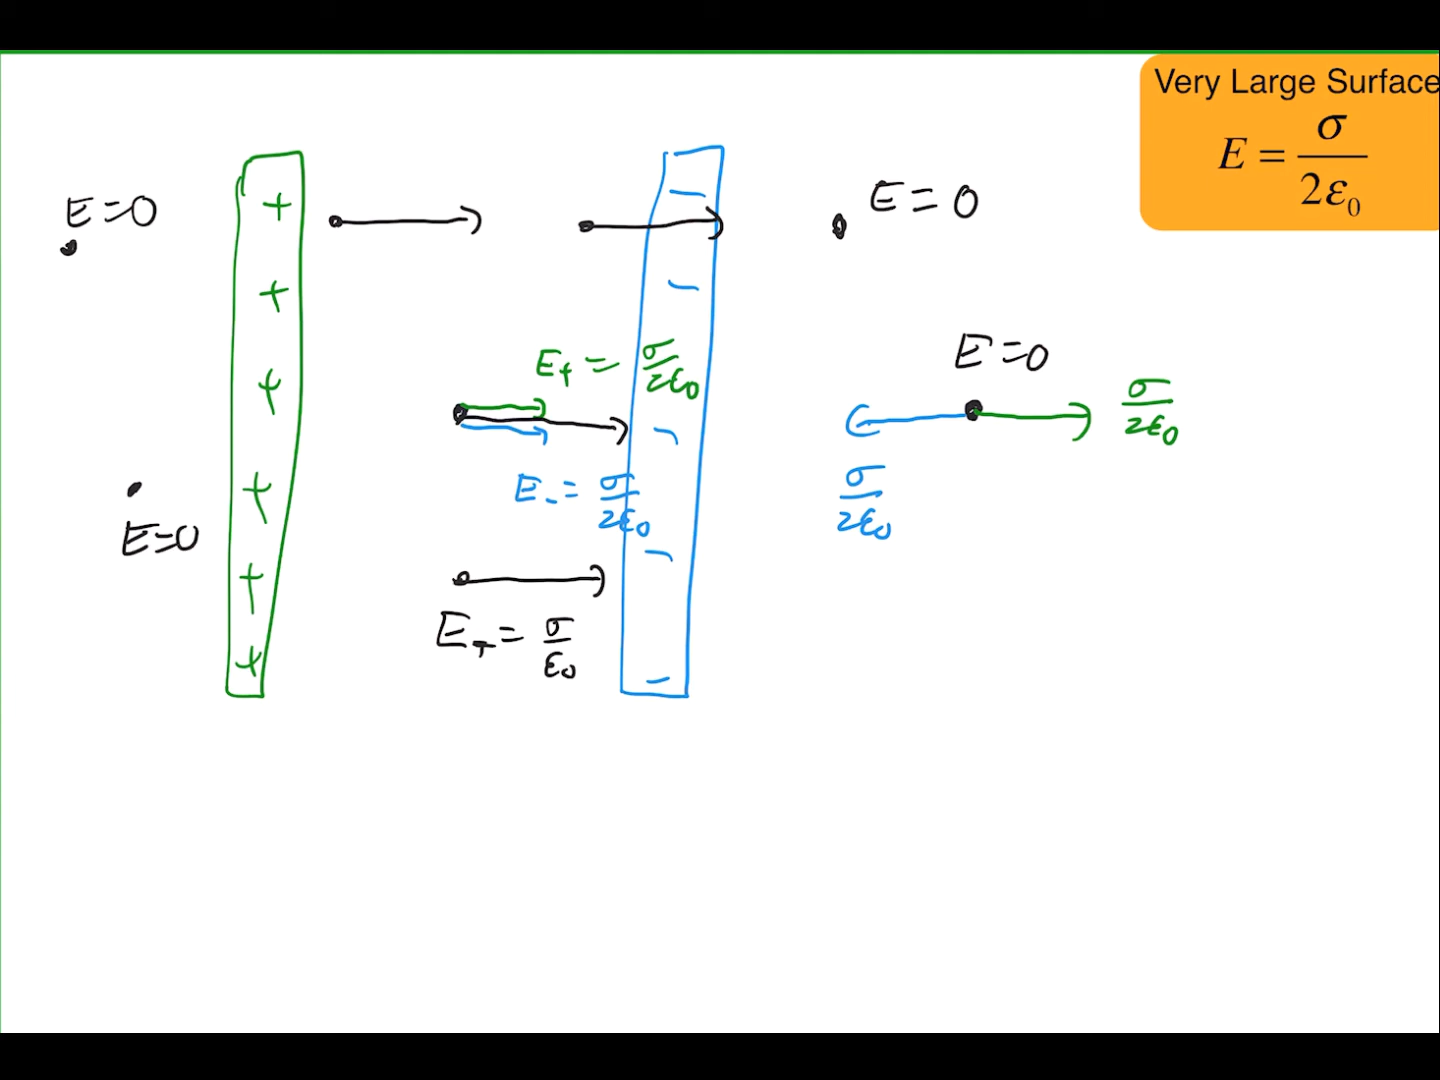 Very Large Surface
E = σ/2ε₀
E = 0
E = 0
+
−
+
−
E = 0
E₊ = σ/2ε₀
+
σ/2ε₀
−
E₋ = σ/2ε₀
σ/2ε₀
+
E = 0
−
+
E_T = σ/ε₀
+
−